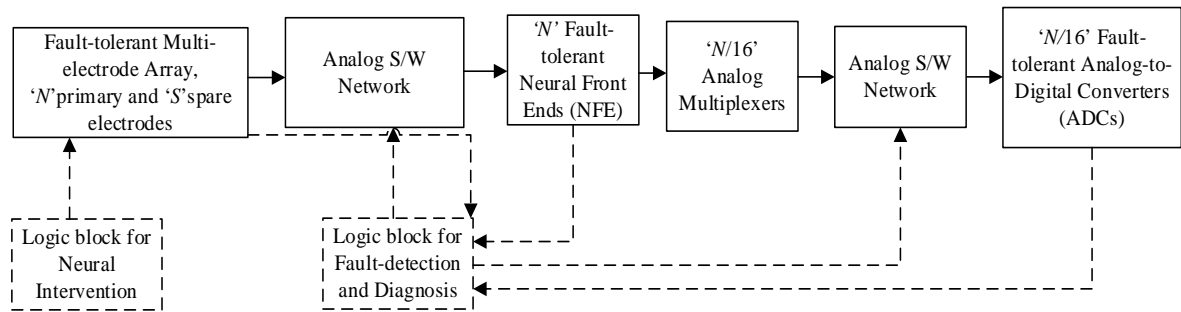 Fault-tolerant Multi-
electrode Array,
‘N’primary and ‘S’spare
electrodes
Analog S/W
Network
‘N’ Fault-
tolerant
Neural Front
Ends (NFE)
‘N/16’
Analog
Multiplexers
Analog S/W
Network
‘N/16’ Fault-
tolerant Analog-to-
Digital Converters
(ADCs)
Logic block for
Neural
Intervention
Logic block for
Fault-detection
and Diagnosis